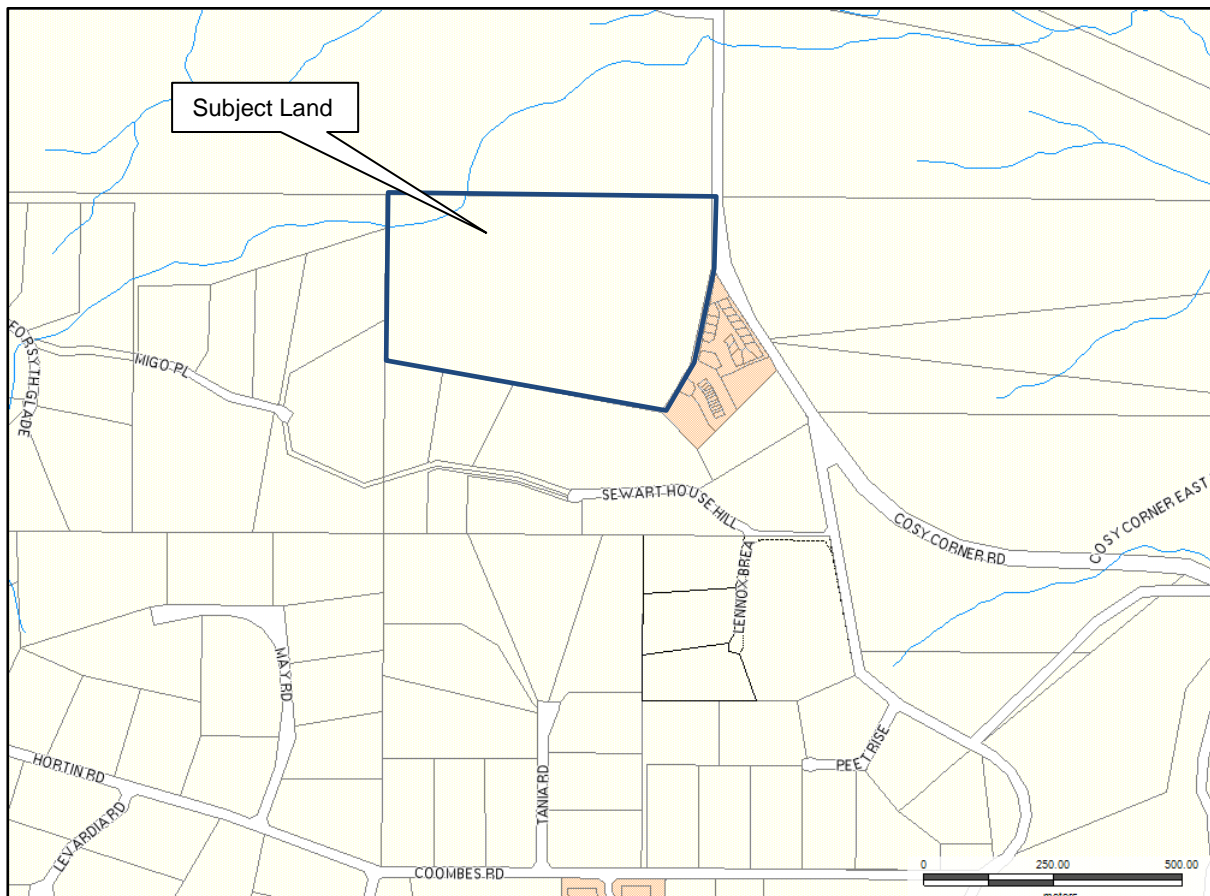 Subject Land
FORSYTH GLADE
MIGO PL
SEWART HOUSE HILL
COSY CORNER RD
COSY CORNER EAST
LENNOX BREA
MAY RD
HORTIN RD
LEVARDIA RD
TANIA RD
PEET RISE
COOMBES RD
0 250.00 500.00
meters